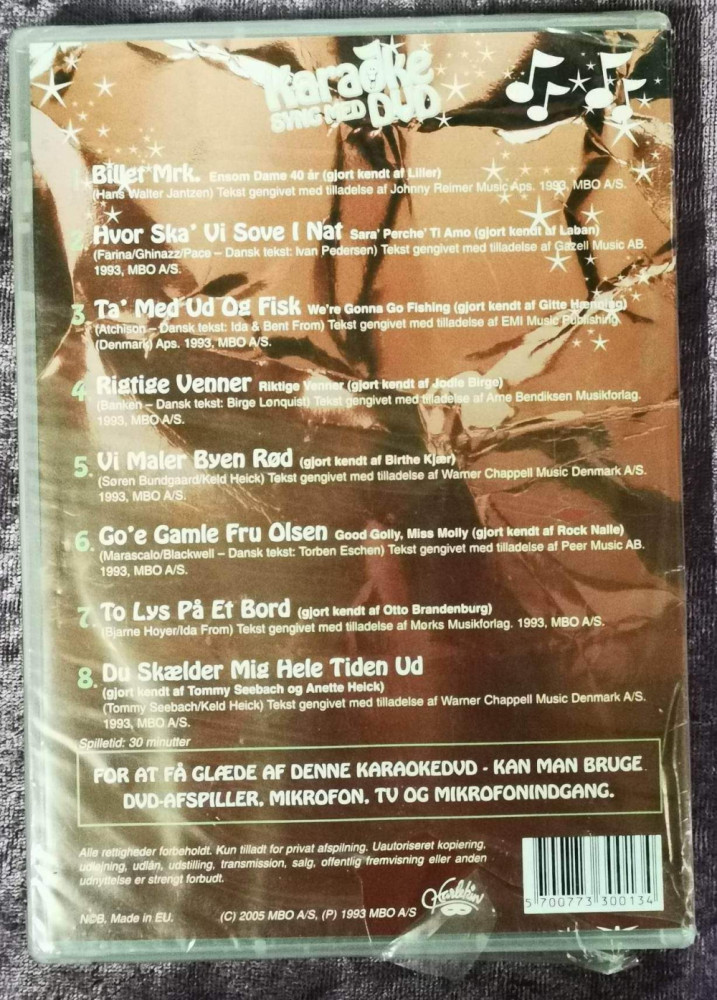 Karaoke
SYNG MED DVD
1. Billet Mrk. Ensom Dame 40 år (gjort kendt af Liller)
(Hans Walter Jantzen) Tekst gengivet med tilladelse af Johnny Reimer Music Aps. 1993, MBO A/S.
2. Hvor Ska' Vi Sove I Nat Sara' Perche' Ti Amo (gjort kendt af Laban)
(Farina/Ghinazz/Pace – Dansk tekst: Ivan Pedersen) Tekst gengivet med tilladelse af Gazell Music AB.
1993, MBO A/S.
3. Ta' Med Ud Og Fisk We're Gonna Go Fishing (gjort kendt af Gitte Hænning)
(Atchison – Dansk tekst: Ida & Bent From) Tekst gengivet med tilladelse af EMI Music Publishing
(Denmark) Aps. 1993, MBO A/S.
4. Rigtige Venner Riktige Venner (gjort kendt af Jodle Birge)
(Banken – Dansk tekst: Birge Lønquist) Tekst gengivet med tilladelse af Arne Bendiksen Musikforlag.
1993, MBO A/S.
5. Vi Maler Byen Rød (gjort kendt af Birthe Kjær)
(Søren Bundgaard/Keld Heick) Tekst gengivet med tilladelse af Warner Chappell Music Denmark A/S.
1993, MBO A/S.
6. Go'e Gamle Fru Olsen Good Golly, Miss Molly (gjort kendt af Rock Nalle)
(Marascalo/Blackwell – Dansk tekst: Torben Eschen) Tekst gengivet med tilladelse af Peer Music AB.
1993, MBO A/S.
7. To Lys På Et Bord (gjort kendt af Otto Brandenburg)
(Bjarne Hoyer/Ida From) Tekst gengivet med tilladelse af Mørks Musikforlag. 1993, MBO A/S.
8. Du Skælder Mig Hele Tiden Ud
(gjort kendt af Tommy Seebach og Anette Heick)
(Tommy Seebach/Keld Heick) Tekst gengivet med tilladelse af Warner Chappell Music Denmark A/S.
1993, MBO A/S.
Spilletid: 30 minutter
FOR AT FÅ GLÆDE AF DENNE KARAOKEDVD - KAN MAN BRUGE
DVD-AFSPILLER, MIKROFON, TV OG MIKROFONINDGANG.
Alle rettigheder forbeholdt. Kun tilladt for privat afspilning. Uautoriseret kopiering,
udlejning, udlån, udstilling, transmission, salg, offentlig fremvisning eller anden
udnyttelse er strengt forbudt.
NCB. Made in EU. (C) 2005 MBO A/S, (P) 1993 MBO A/S
Harlekin
5 700773 300134